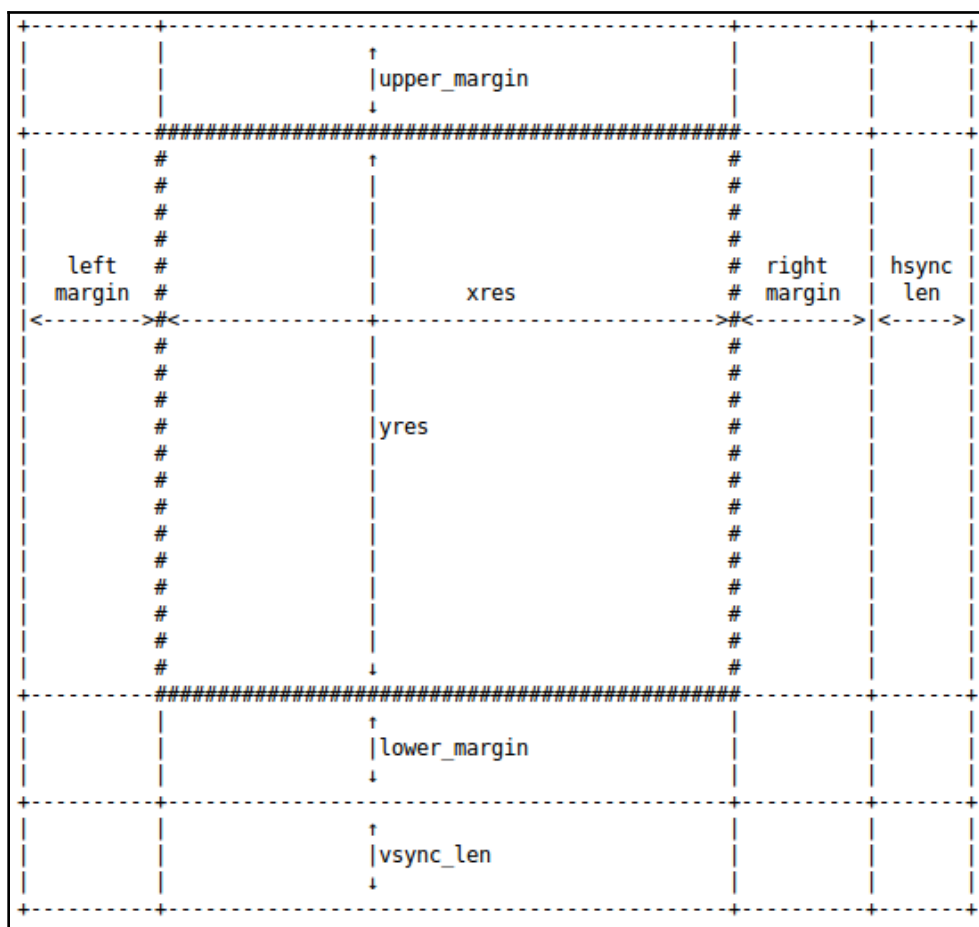 upper_margin
left right hsync
margin xres margin len
yres
lower_margin
vsync_len